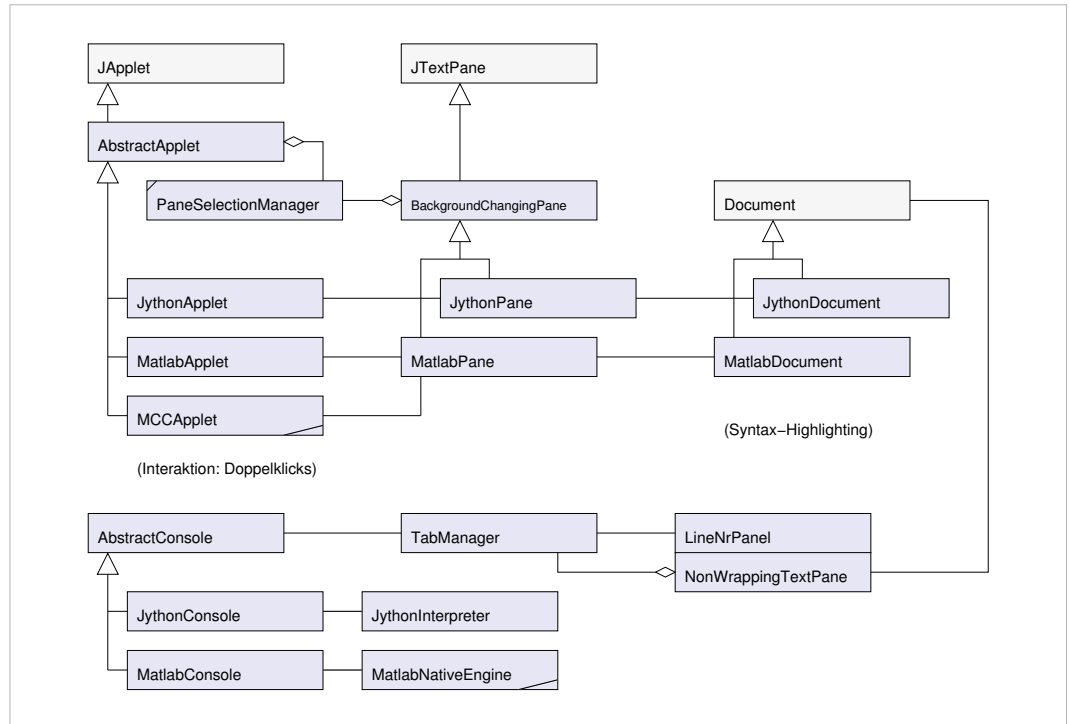 JApplet
JTextPane
AbstractApplet
PaneSelectionManager
BackgroundChangingPane
Document
JythonApplet
JythonPane
JythonDocument
MatlabApplet
MatlabPane
MatlabDocument
MCCApplet
(Syntax−Highlighting)
(Interaktion: Doppelklicks)
AbstractConsole
TabManager
LineNrPanel
NonWrappingTextPane
JythonConsole
JythonInterpreter
MatlabConsole
MatlabNativeEngine